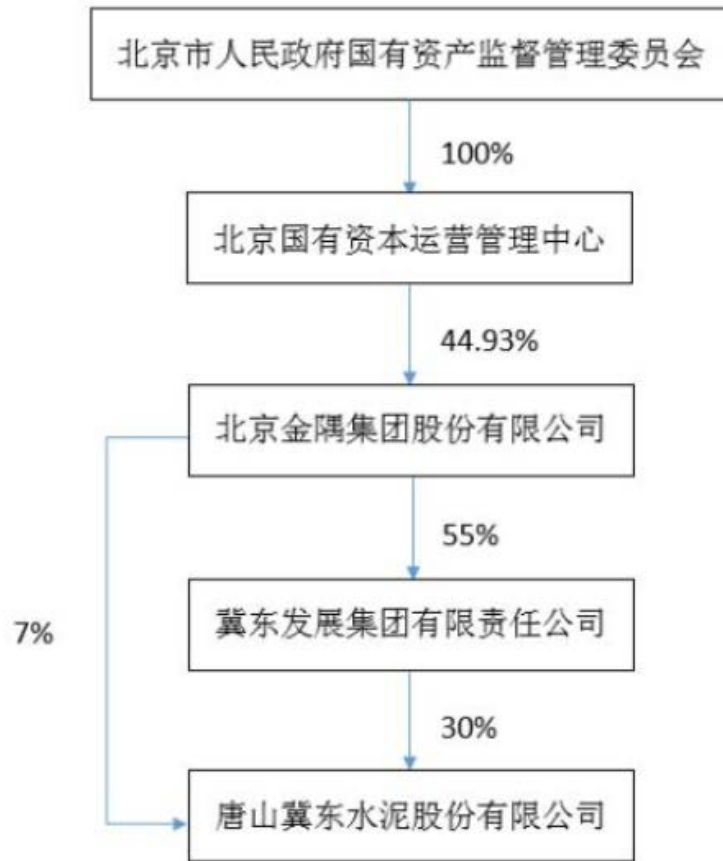 北京市人民政府国有资产监督管理委员会
100%
北京国有资本运营管理中心
44.93%
北京金隅集团股份有限公司
55%
冀东发展集团有限责任公司
7%
30%
唐山冀东水泥股份有限公司